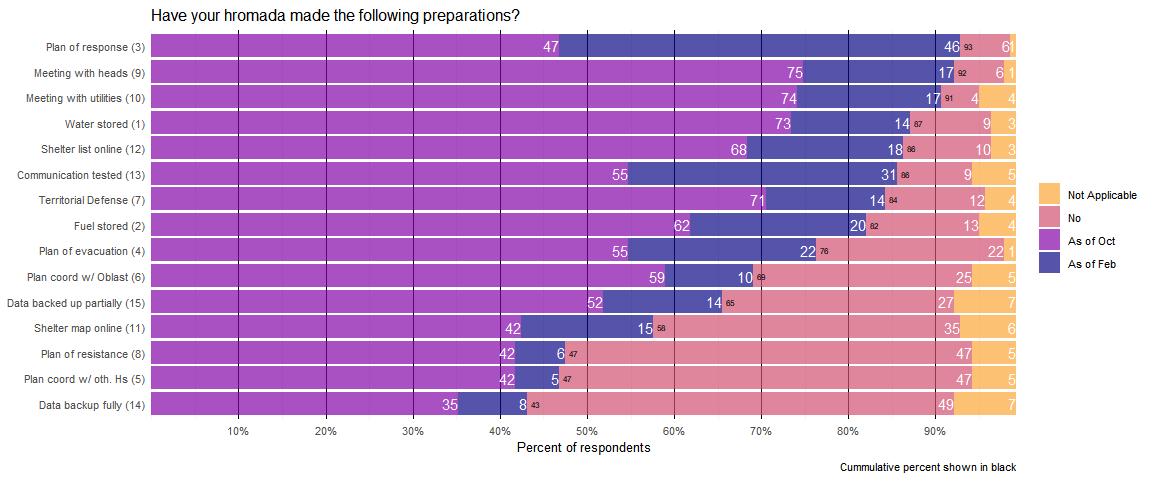 Have your hromada made the following preparations?
Plan of response (3) 47 46 93 6 1
Meeting with heads (9) 75 17 92 6 1
Meeting with utilities (10) 74 17 91 4 4
Water stored (1) 73 14 87 9 3
Shelter list online (12) 68 18 86 10 3
Communication tested (13) 55 31 86 9 5
Territorial Defense (7) 71 14 84 12 4
Fuel stored (2) 62 20 82 13 4
Plan of evacuation (4) 55 22 76 22 1
Plan coord w/ Oblast (6) 59 10 69 25 5
Data backed up partially (15) 52 14 65 27 7
Shelter map online (11) 42 15 58 35 6
Plan of resistance (8) 42 6 47 47 5
Plan coord w/ oth. Hs (5) 42 5 47 47 5
Data backup fully (14) 35 8 43 49 7
10% 20% 30% 40% 50% 60% 70% 80% 90%
Percent of respondents
Cummulative percent shown in black
Not Applicable
No
As of Oct
As of Feb